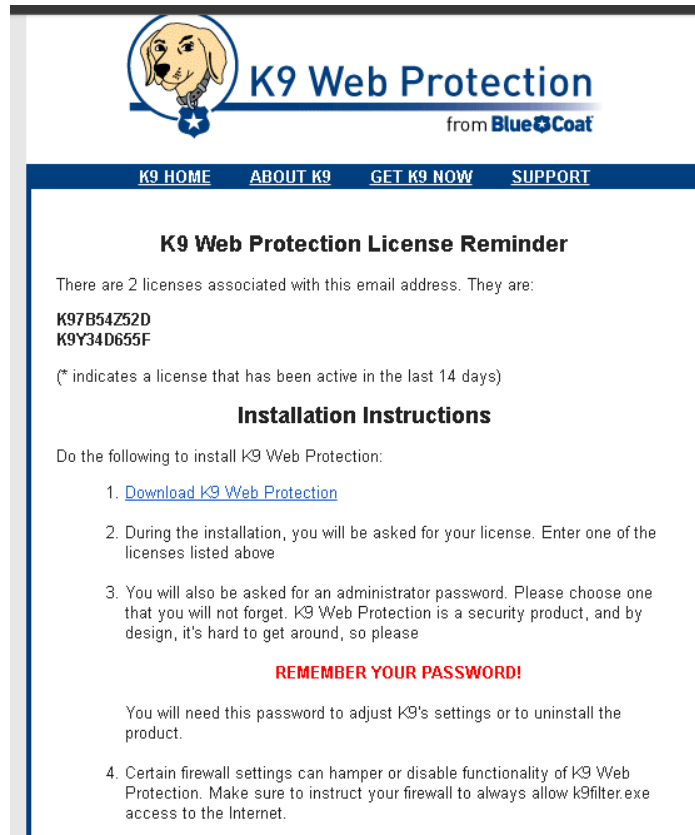 K9 Web Protection
from Blue Coat
K9 HOME ABOUT K9 GET K9 NOW SUPPORT
K9 Web Protection License Reminder
There are 2 licenses associated with this email address. They are:
K97B54Z52D
K9Y34D655F
(* indicates a license that has been active in the last 14 days)
Installation Instructions
Do the following to install K9 Web Protection:
1. Download K9 Web Protection
2. During the installation, you will be asked for your license. Enter one of the
licenses listed above
3. You will also be asked for an administrator password. Please choose one
that you will not forget. K9 Web Protection is a security product, and by
design, it's hard to get around, so please
REMEMBER YOUR PASSWORD!
You will need this password to adjust K9's settings or to uninstall the
product.
4. Certain firewall settings can hamper or disable functionality of K9 Web
Protection. Make sure to instruct your firewall to always allow k9filter.exe
access to the Internet.